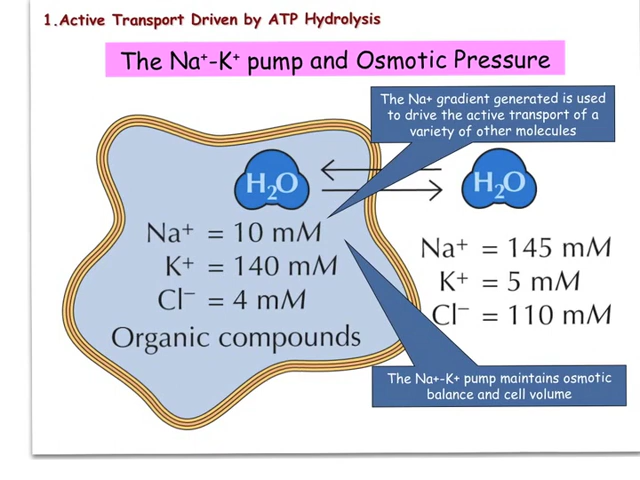 1.Active Transport Driven by ATP Hydrolysis
The Na⁺-K⁺ pump and Osmotic Pressure
The Na+ gradient generated is used
to drive the active transport of a
variety of other molecules
H₂O
H₂O
Na⁺ = 10 mM
K⁺ = 140 mM
Cl⁻ = 4 mM
Organic compounds
Na⁺ = 145 mM
K⁺ = 5 mM
Cl⁻ = 110 mM
The Na+-K+ pump maintains osmotic
balance and cell volume